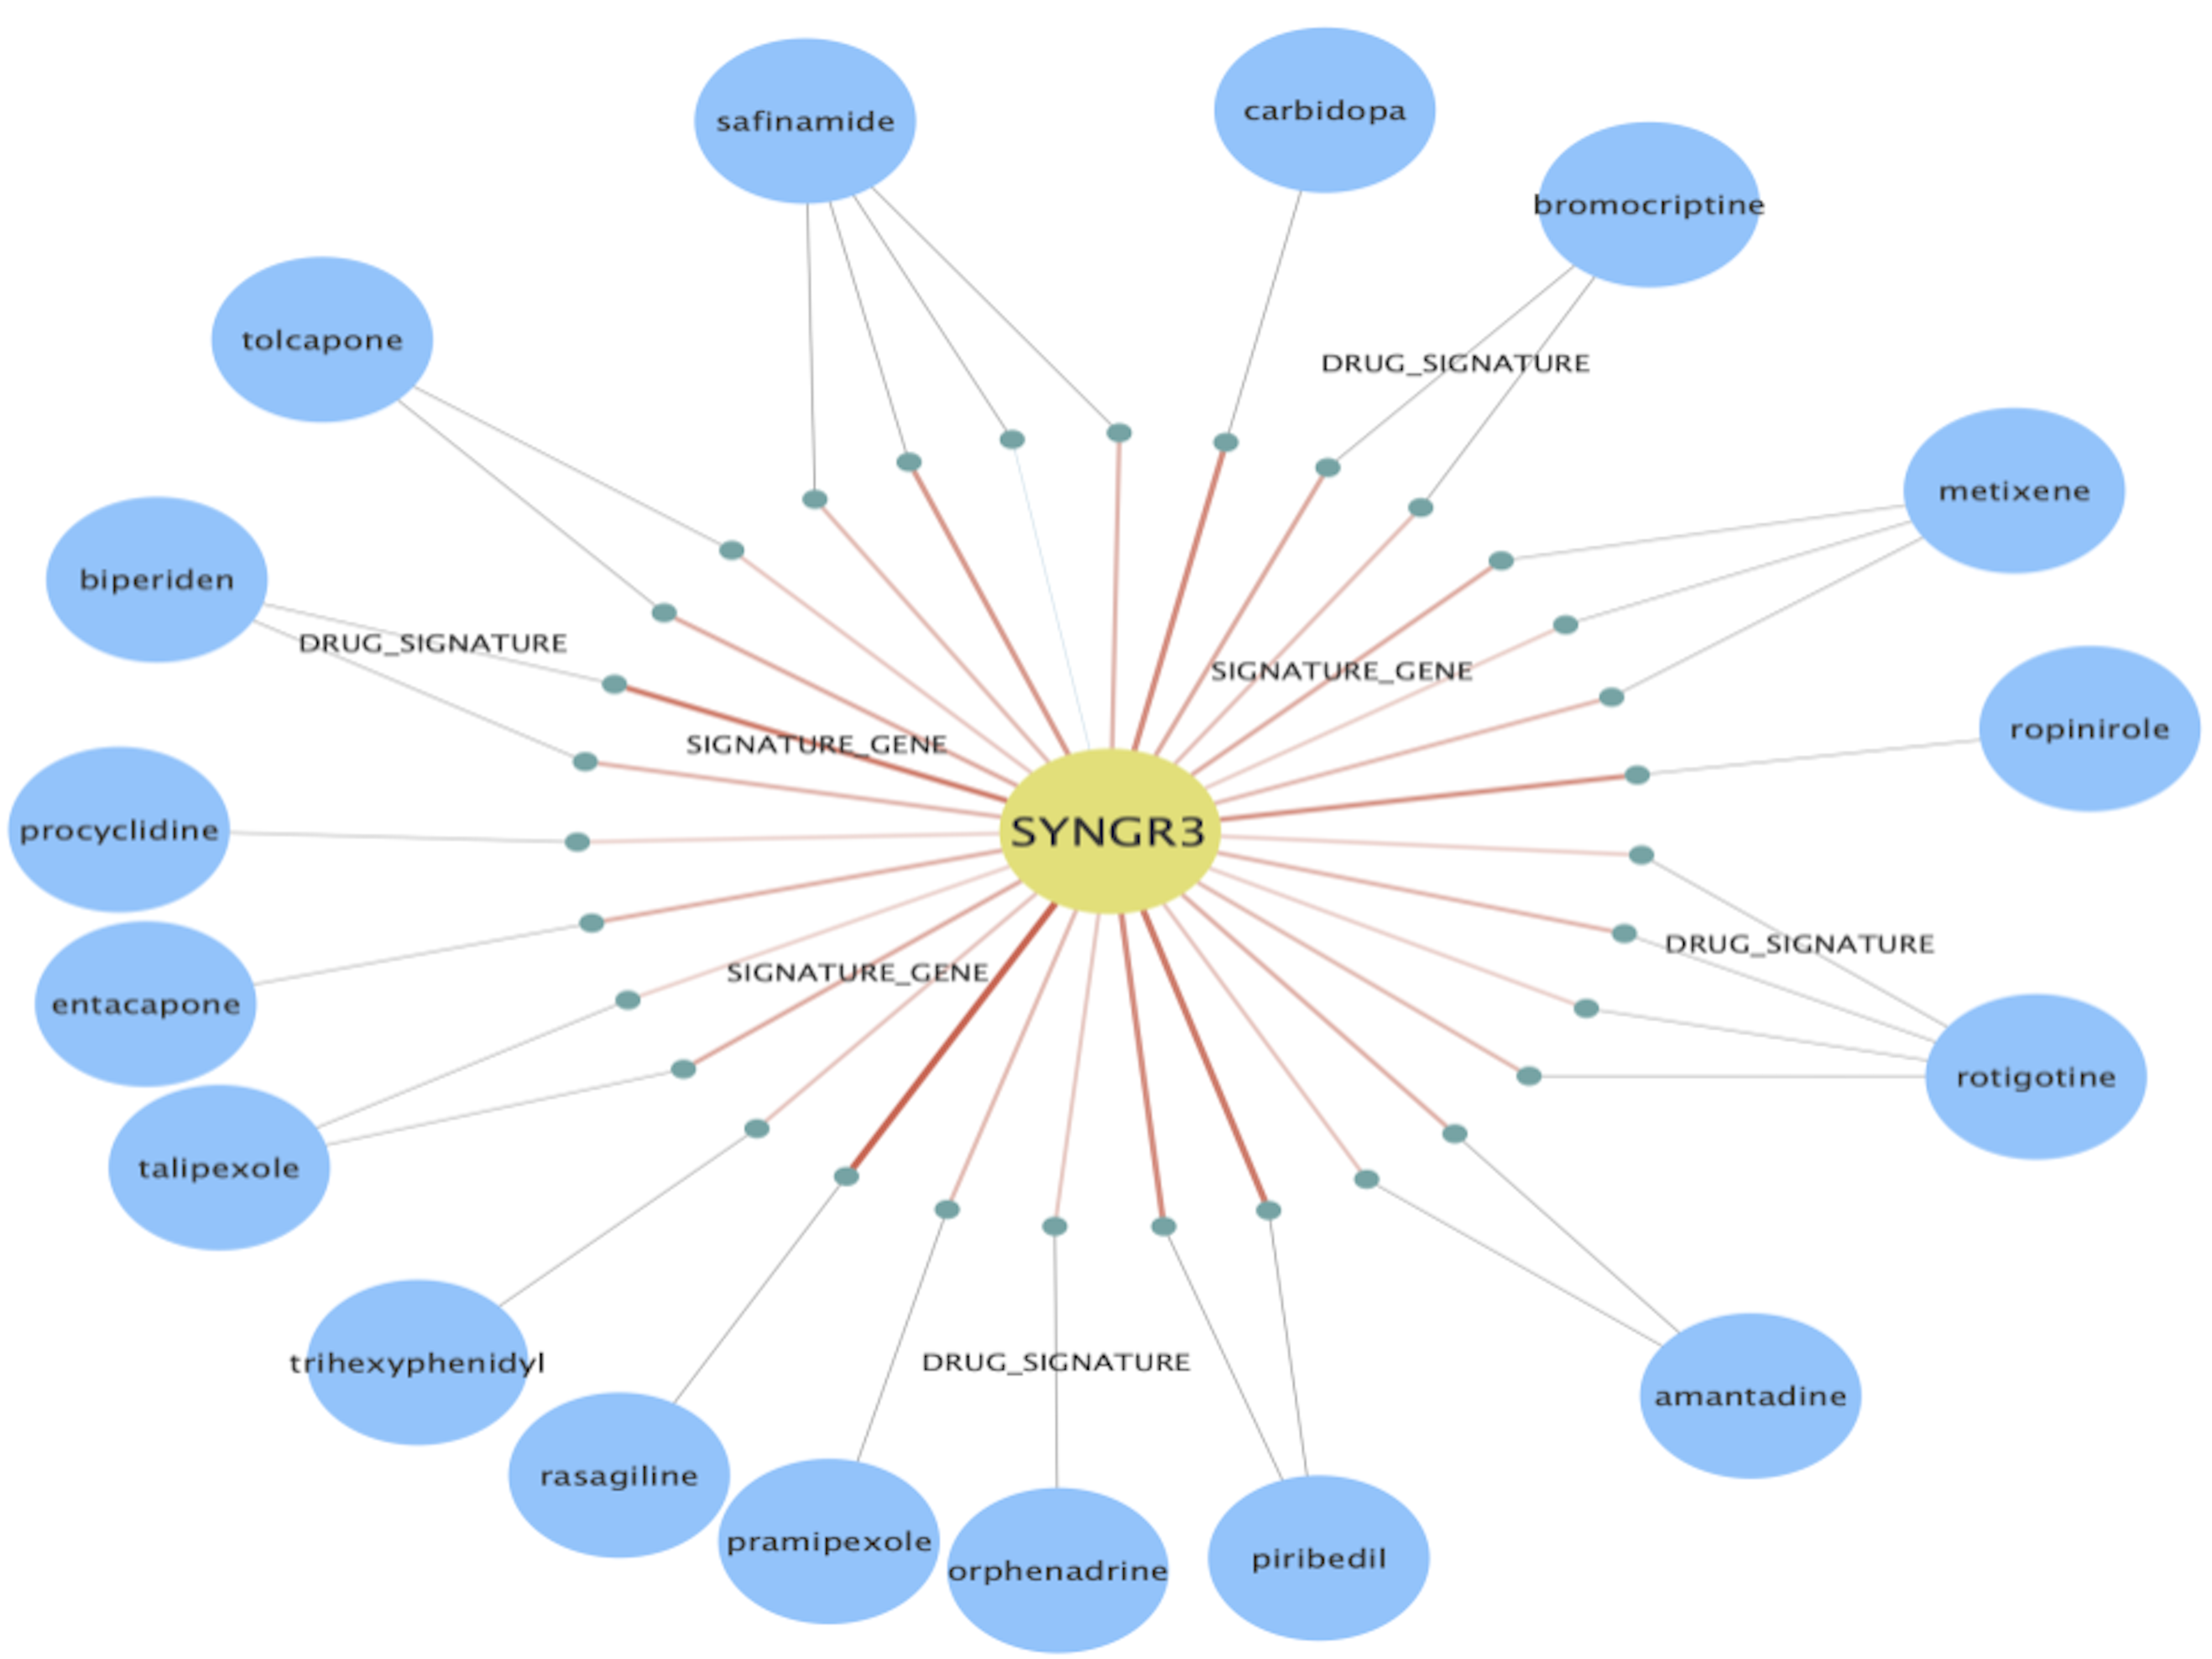 carbidopa
safinamide
bromocriptine
tolcapone
DRUG_SIGNATURE
metixene
biperiden
DRUG_SIGNATURE
SIGNATURE_GENE
ropinirole
SIGNATURE_GENE
procyclidine
SYNGR3
DRUG_SIGNATURE
SIGNATURE_GENE
entacapone
rotigotine
talipexole
trihexyphenidyl
DRUG_SIGNATURE
amantadine
rasagiline
pramipexole
piribedil
orphenadrine